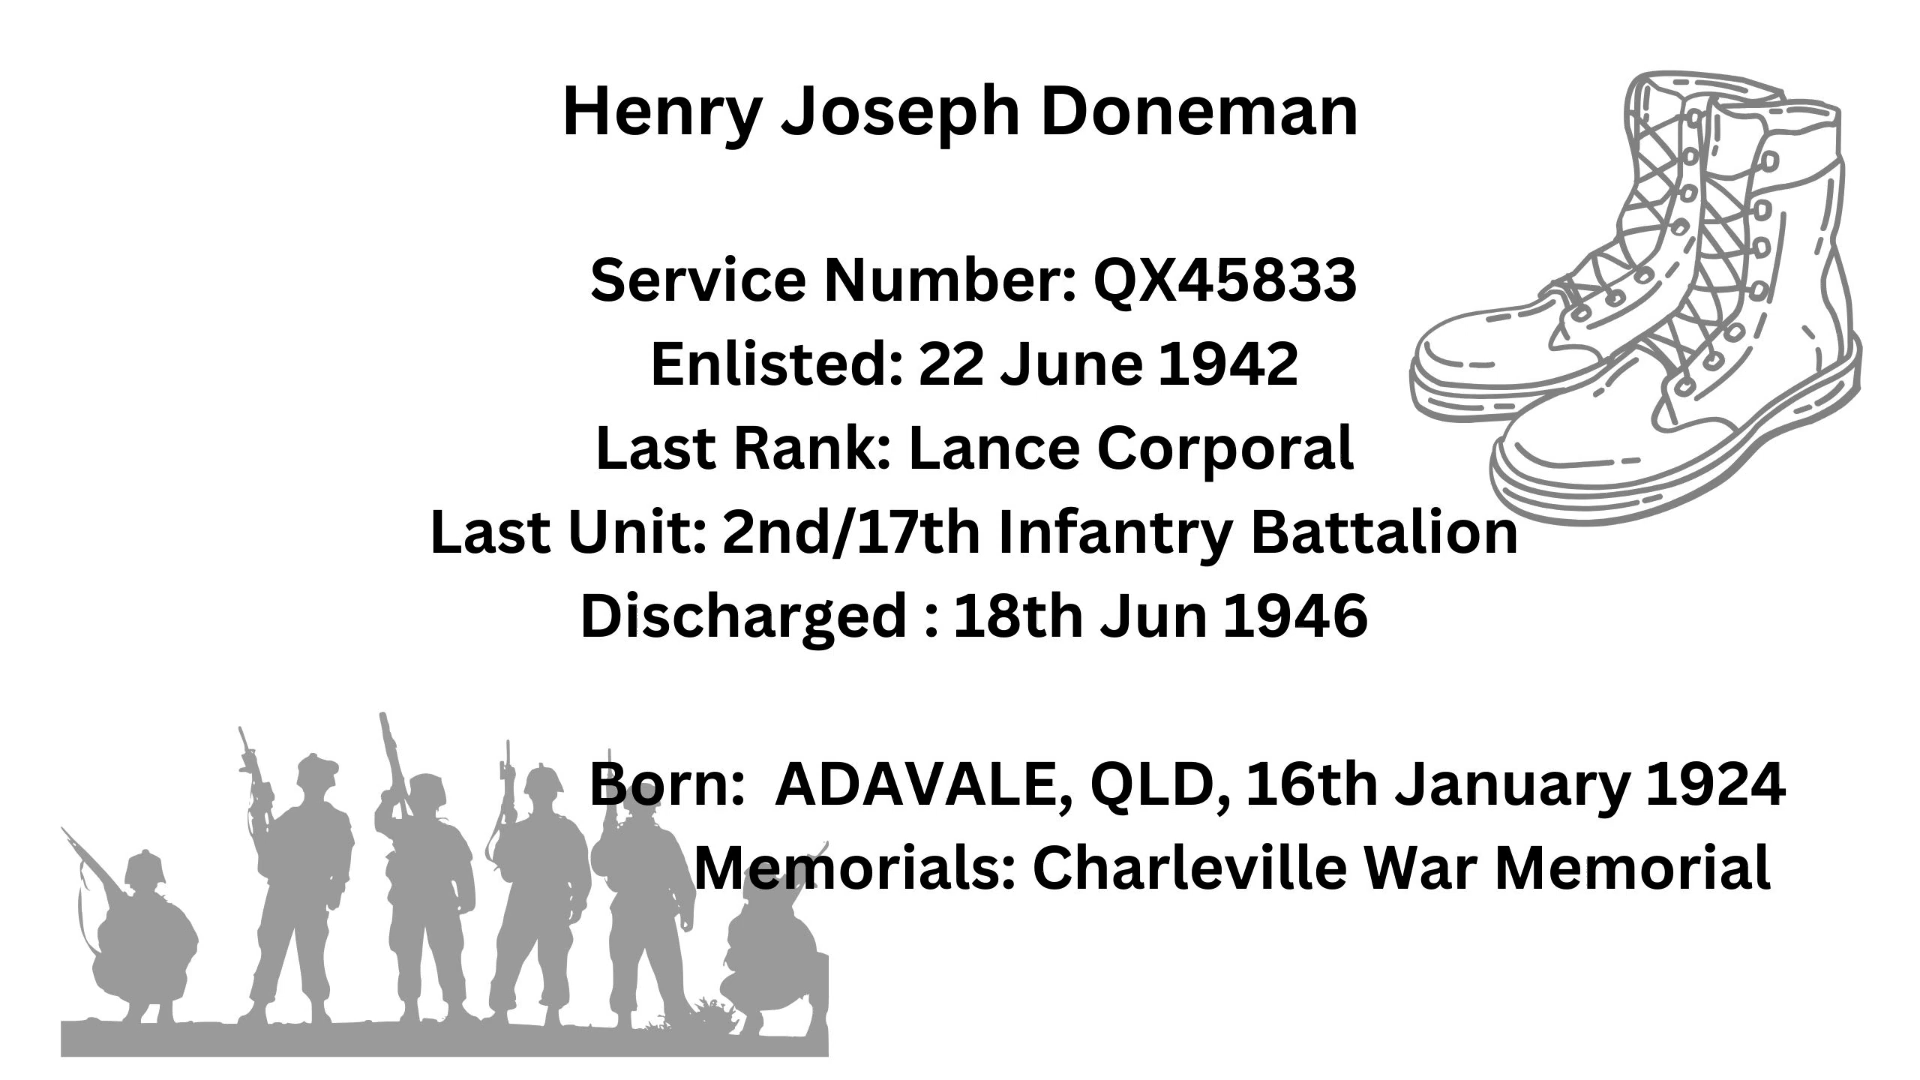 Henry Joseph Doneman
Service Number: QX45833
Enlisted: 22 June 1942
Last Rank: Lance Corporal
Last Unit: 2nd/17th Infantry Battalion
Discharged : 18th Jun 1946
Born:  ADAVALE, QLD, 16th January 1924
Memorials: Charleville War Memorial